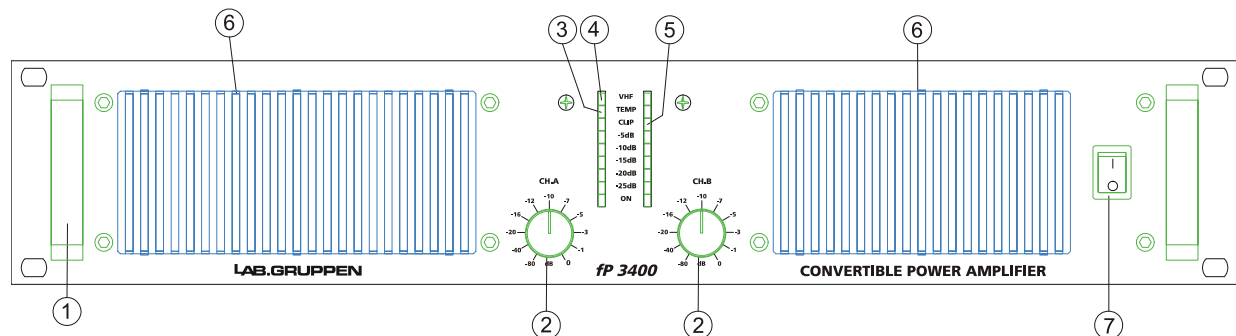 6
3
4
5
6
VHF
TEMP
CLIP
-5dB
-10dB
-15dB
-20dB
-25dB
ON
CH.A
-10
-12
-7
-16
-5
-20
-3
-40
-1
-80
dB
0
CH.B
-10
-12
-7
-16
-5
-20
-3
-40
-1
-80
dB
0
I
O
LAB.GRUPPEN
fP 3400
CONVERTIBLE POWER AMPLIFIER
1
2
2
7